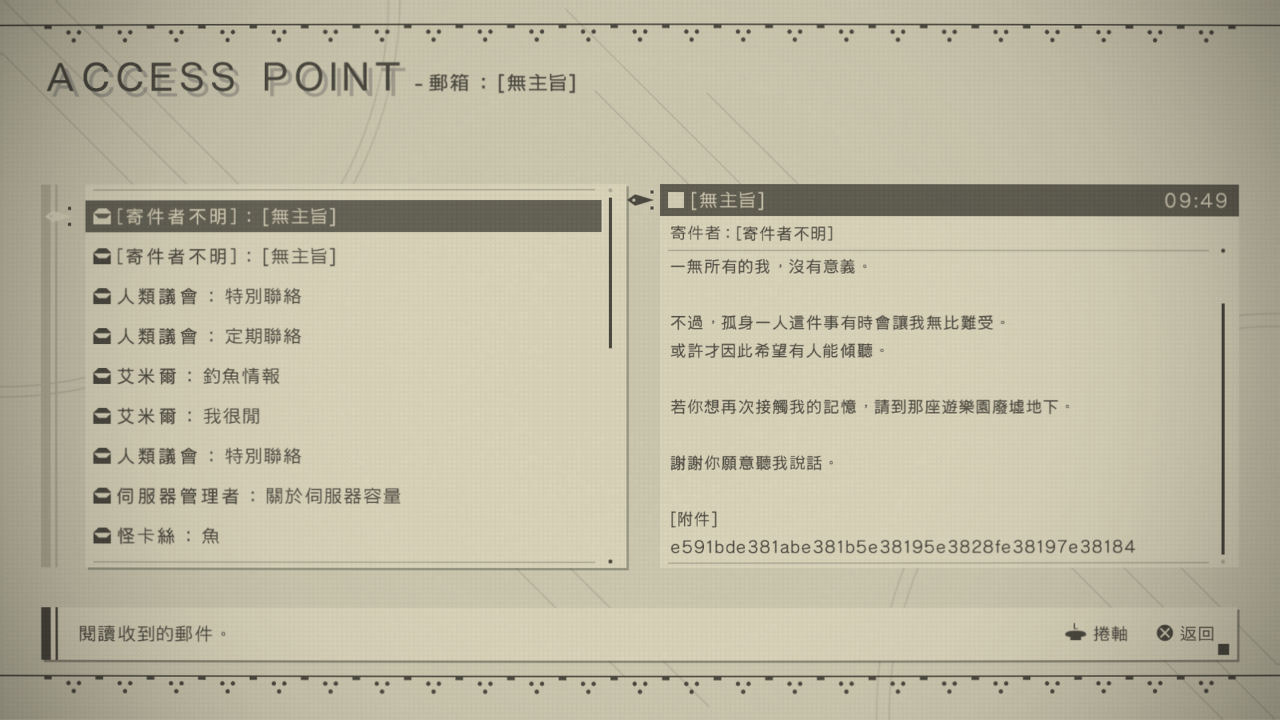 ACCESS POINT - 郵箱：[無主旨]
[寄件者不明]：[無主旨]
[寄件者不明]：[無主旨]
人類議會：特別聯絡
人類議會：定期聯絡
艾米爾：釣魚情報
艾米爾：我很閒
人類議會：特別聯絡
伺服器管理者：關於伺服器容量
怪卡絲：魚
[無主旨] 09:49
寄件者：[寄件者不明]
一無所有的我，沒有意義。
不過，孤身一人這件事有時會讓我無比難受。
或許才因此希望有人能傾聽。
若你想再次接觸我的記憶，請到那座遊樂園廢墟地下。
謝謝你願意聽我說話。
[附件]
e591bde381abe381b5e38195e3828fe38197e38184
閱讀收到的郵件。
捲軸 返回